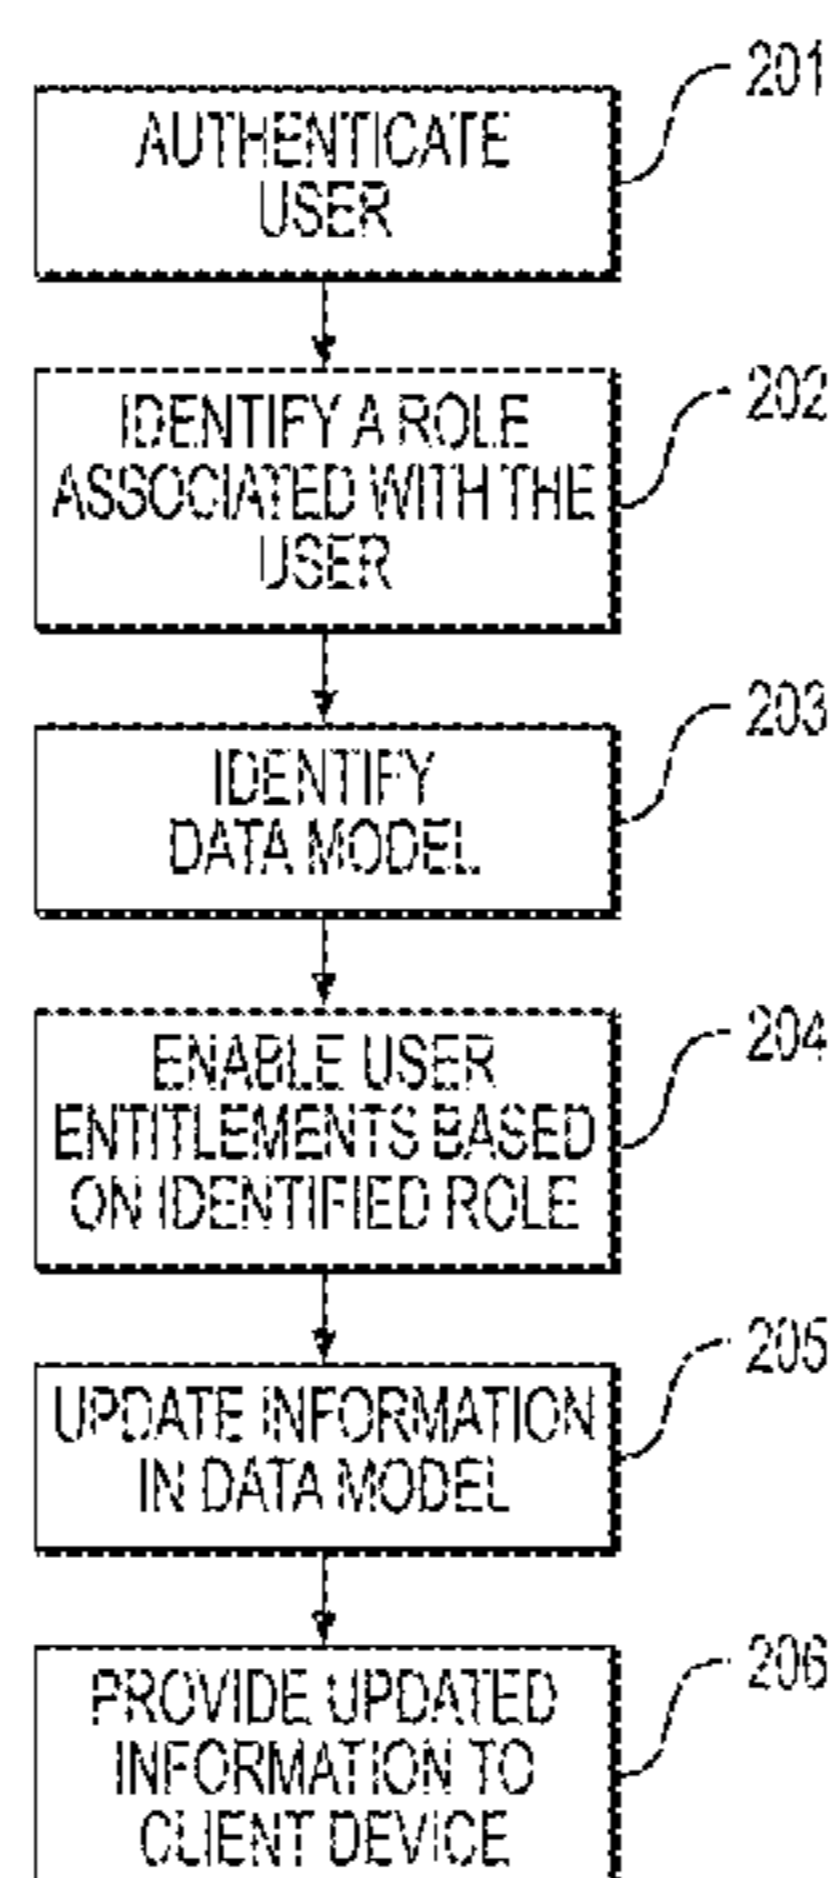 201
AUTHENTICATE
USER
202
IDENTIFY A ROLE
ASSOCIATED WITH THE
USER
203
IDENTIFY
DATA MODEL
204
ENABLE USER
ENTITLEMENTS BASED
ON IDENTIFIED ROLE
205
UPDATE INFORMATION
IN DATA MODEL
206
PROVIDE UPDATED
INFORMATION TO
CLIENT DEVICE